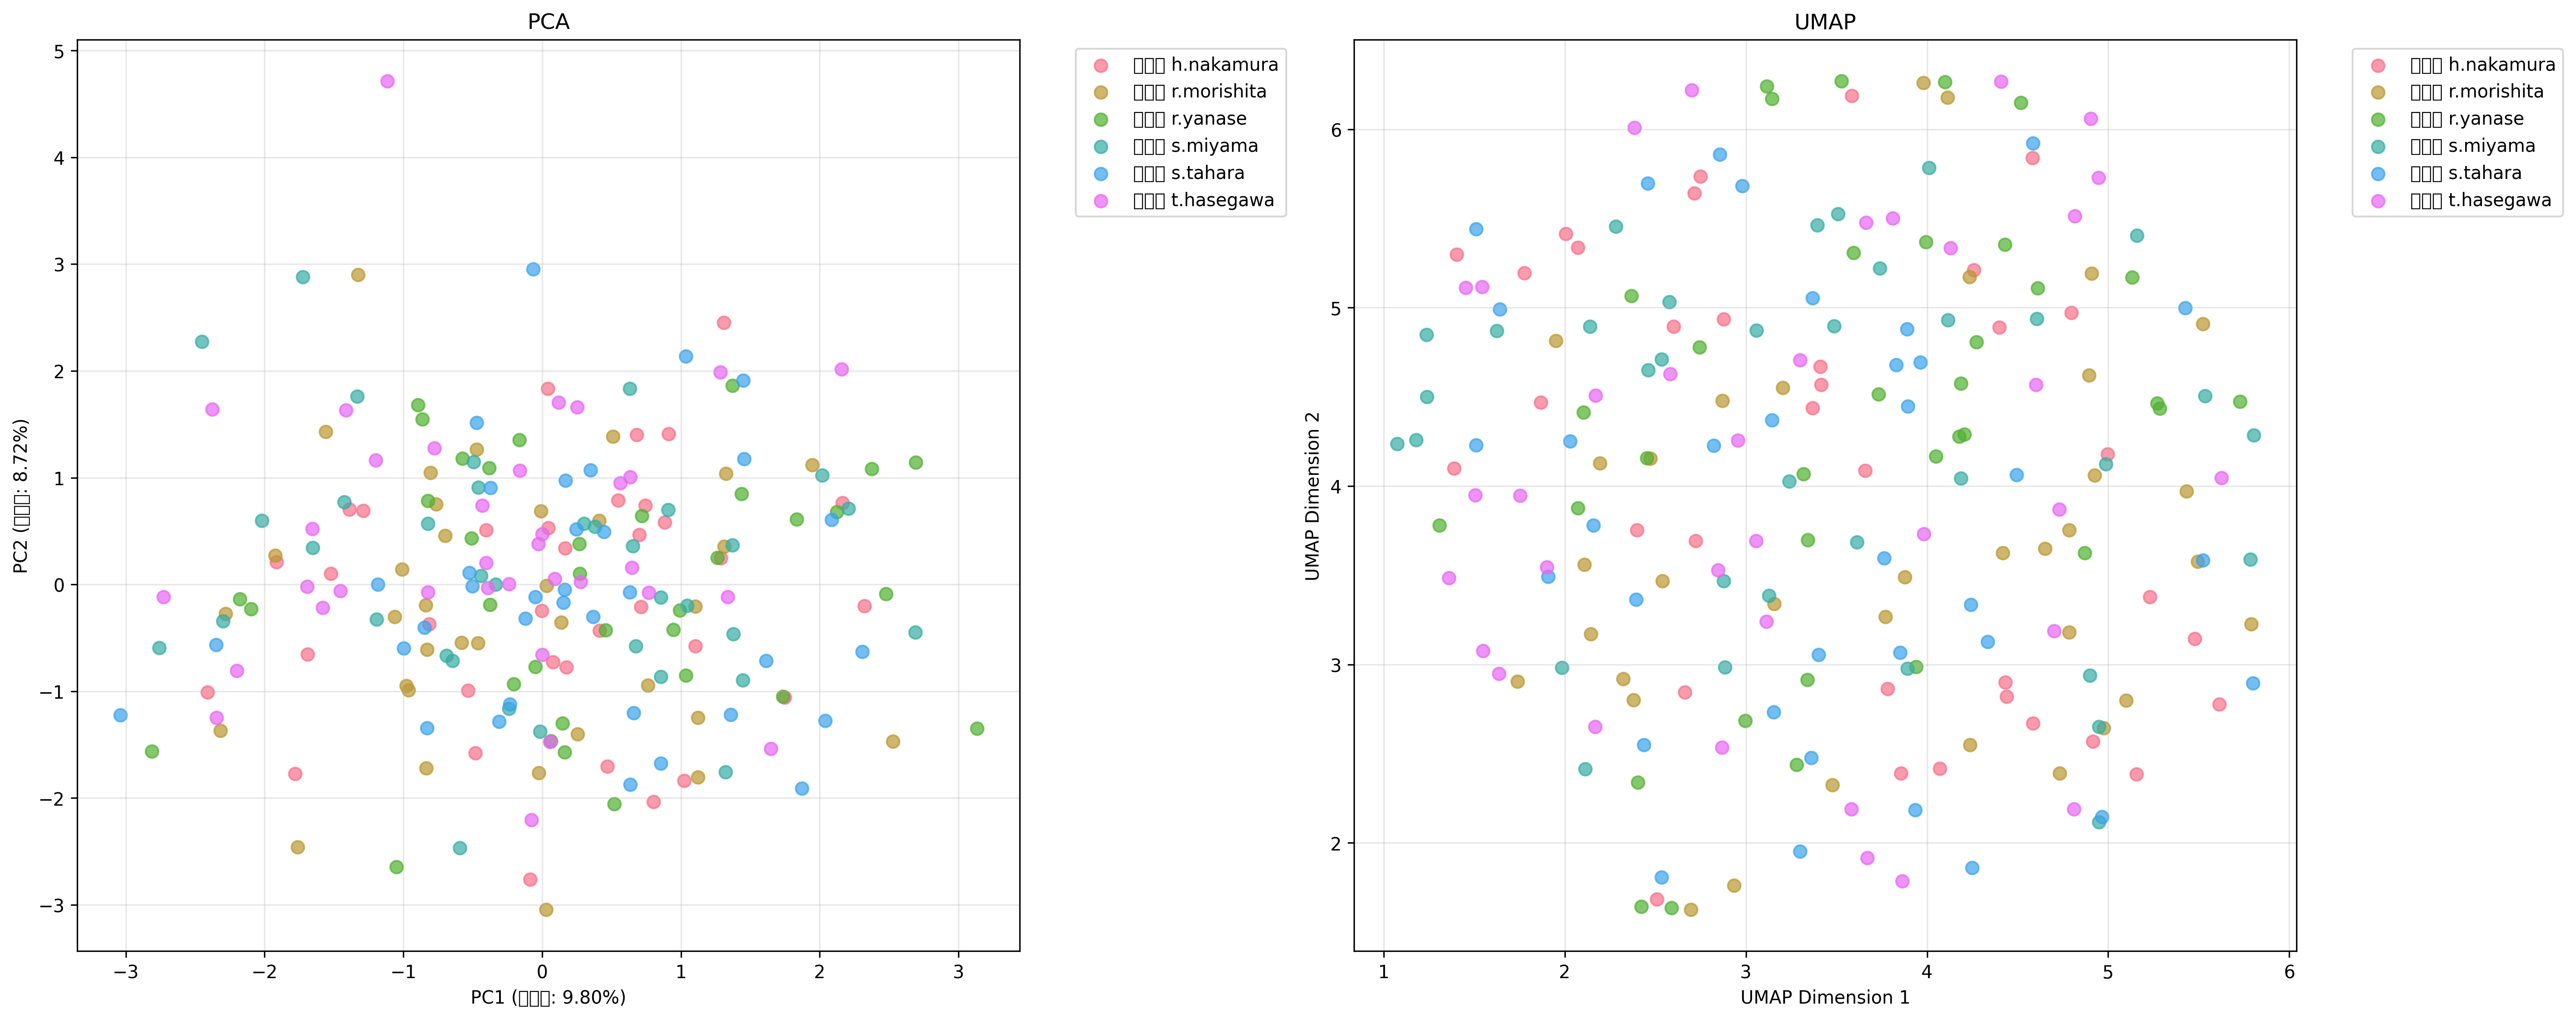 PCA
5
4
3
2
1
0
−1
−2
−3
−3
−2
−1
0
1
2
3
PC2 (□□□: 8.72%)
PC1 (□□□: 9.80%)
□□□ h.nakamura
□□□ r.morishita
□□□ r.yanase
□□□ s.miyama
□□□ s.tahara
□□□ t.hasegawa
UMAP
6
5
4
3
2
1
2
3
4
5
6
UMAP Dimension 2
UMAP Dimension 1
□□□ h.nakamura
□□□ r.morishita
□□□ r.yanase
□□□ s.miyama
□□□ s.tahara
□□□ t.hasegawa